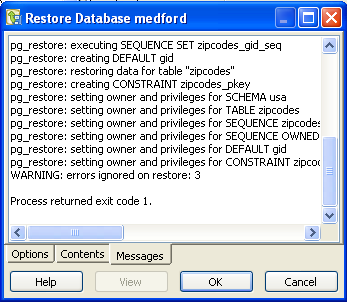 Restore Database medford
pg_restore: executing SEQUENCE SET zipcodes_gid_seq
pg_restore: creating DEFAULT gid
pg_restore: restoring data for table "zipcodes"
pg_restore: creating CONSTRAINT zipcodes_pkey
pg_restore: setting owner and privileges for SCHEMA usa
pg_restore: setting owner and privileges for TABLE zipcodes
pg_restore: setting owner and privileges for SEQUENCE zipcodes
pg_restore: setting owner and privileges for SEQUENCE OWNED
pg_restore: setting owner and privileges for DEFAULT gid
pg_restore: setting owner and privileges for CONSTRAINT zipcod
WARNING: errors ignored on restore: 3
Process returned exit code 1.
Options Contents Messages
Help View OK Cancel